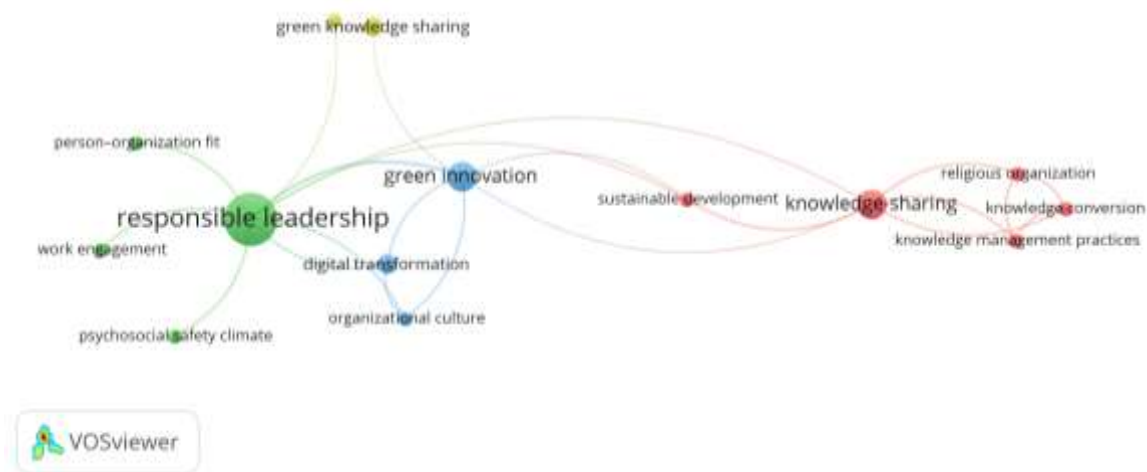 green knowledge sharing
person–organization fit
green innovation
religious organization
sustainable development
knowledge sharing
knowledge conversion
responsible leadership
knowledge management practices
work engagement
digital transformation
organizational culture
psychosocial safety climate
VOSviewer